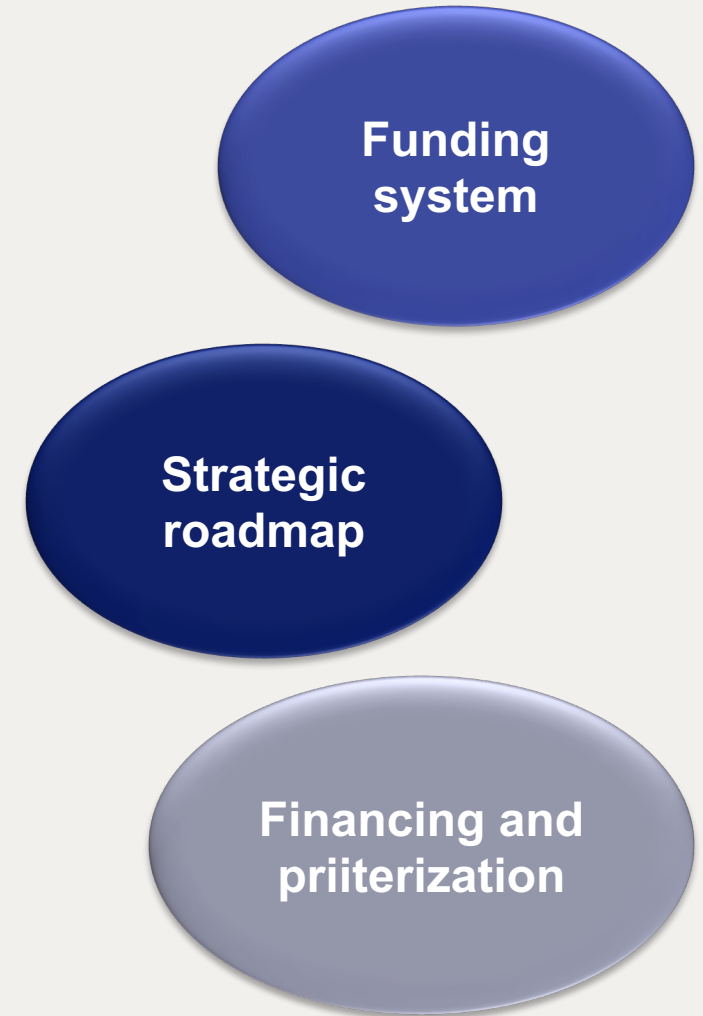 Funding
system
Strategic
roadmap
Financing and
priiterization